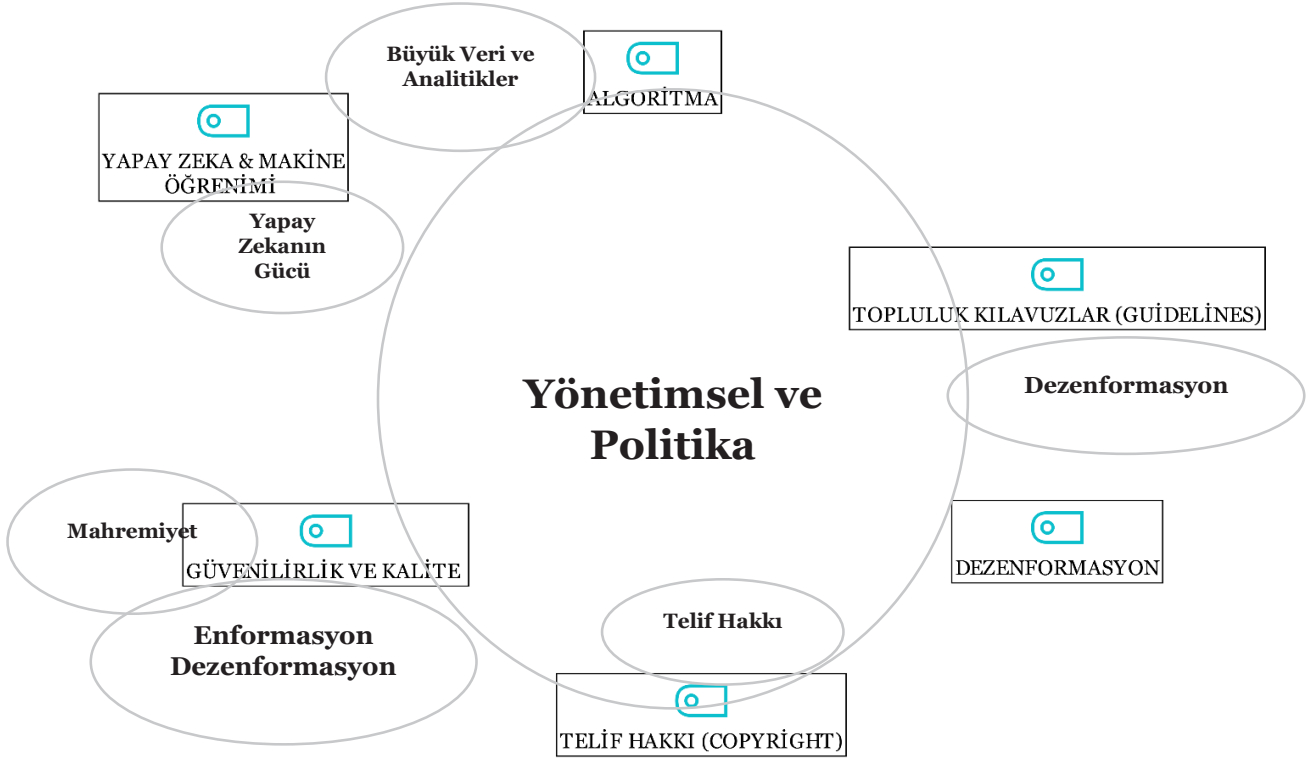 Büyük Veri ve
Analitikler
ALGORİTMA
YAPAY ZEKA & MAKİNE
ÖĞRENİMİ
Yapay
Zekanın
Gücü
TOPLULUK KILAVUZLAR (GUİDELİNES)
Dezenformasyon
Yönetimsel ve
Politika
Mahremiyet
GÜVENİLİRLİK VE KALİTE
DEZENFORMASYON
Enformasyon
Dezenformasyon
Telif Hakkı
TELİF HAKKI (COPYRİGHT)